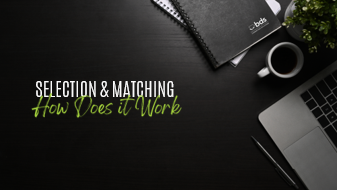 bds
SELECTION & MATCHING
How Does it Work